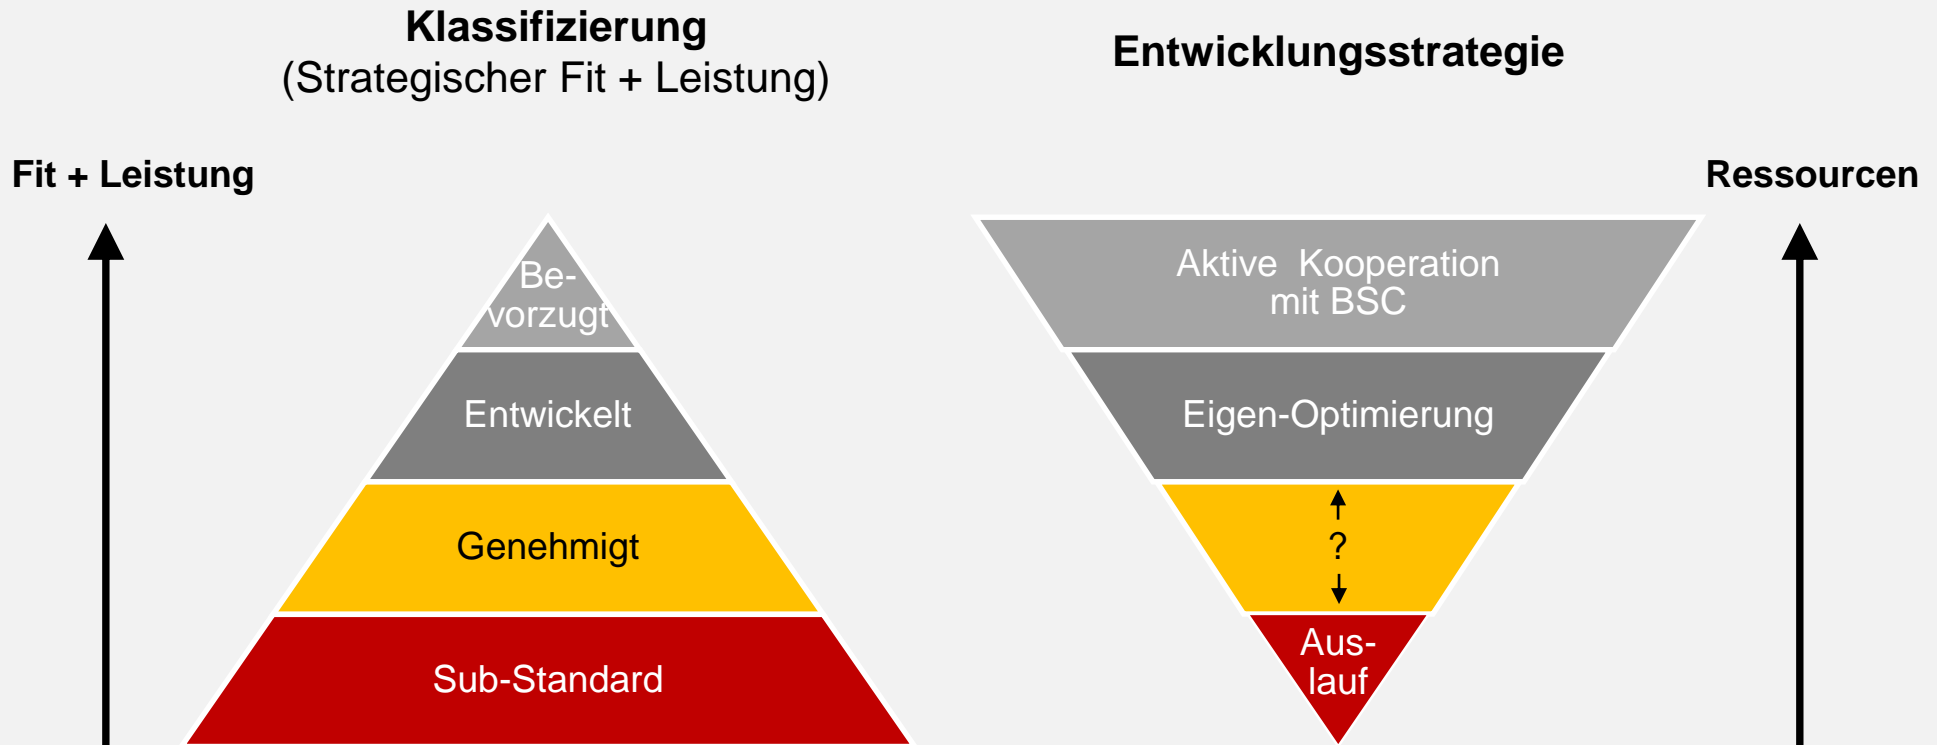 Klassifizierung
(Strategischer Fit + Leistung)
Entwicklungsstrategie
Fit + Leistung
Ressourcen
Be-
vorzugt
Entwickelt
Genehmigt
Sub-Standard
Aktive  Kooperation
mit BSC
Eigen-Optimierung
?
Aus-
lauf